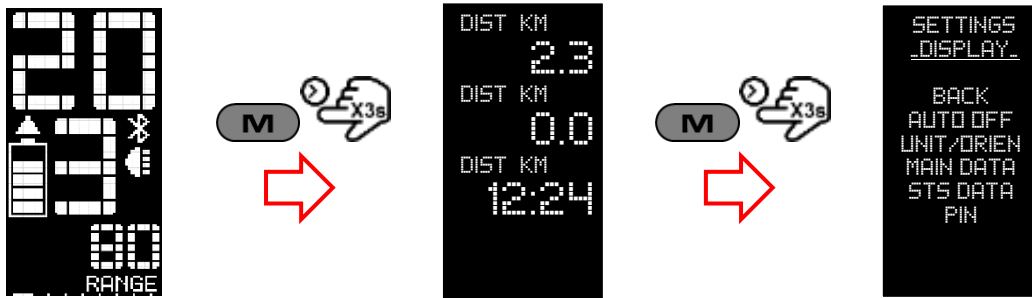 20
3
80
RANGE
M
X3s
DIST KM
2.3
DIST KM
0.0
DIST KM
12:24
M
X3s
SETTINGS
_DISPLAY_
BACK
AUTO OFF
UNIT/ORIEN
MAIN DATA
STS DATA
PIN